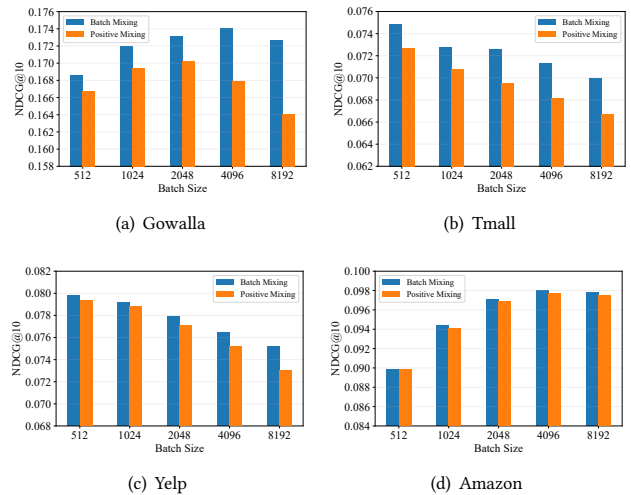 0.176
0.174
0.172
0.170
0.168
0.166
0.164
0.162
0.160
0.158
NDCG@10
Batch Mixing
Positive Mixing
512 1024 2048 4096 8192
Batch Size
(a) Gowalla
0.076
0.074
0.072
0.070
0.068
0.066
0.064
0.062
NDCG@10
Batch Mixing
Positive Mixing
512 1024 2048 4096 8192
Batch Size
(b) Tmall
0.082
0.080
0.078
0.076
0.074
0.072
0.070
0.068
NDCG@10
Batch Mixing
Positive Mixing
512 1024 2048 4096 8192
Batch Size
(c) Yelp
0.100
0.098
0.096
0.094
0.092
0.090
0.088
0.086
0.084
NDCG@10
Batch Mixing
Positive Mixing
512 1024 2048 4096 8192
Batch Size
(d) Amazon